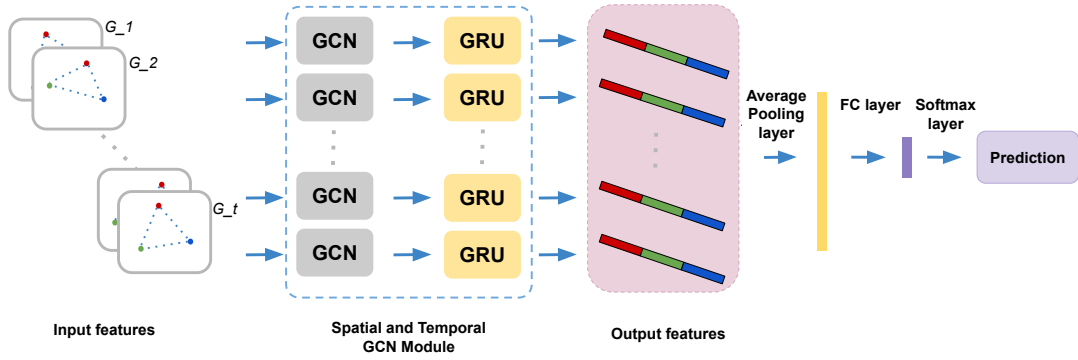 G_1
G_2
G_t
Input features
GCN
GRU
GCN
GRU
GCN
GRU
GCN
GRU
Spatial and Temporal
GCN Module
Output features
Average
Pooling
layer
FC layer
Softmax
layer
Prediction